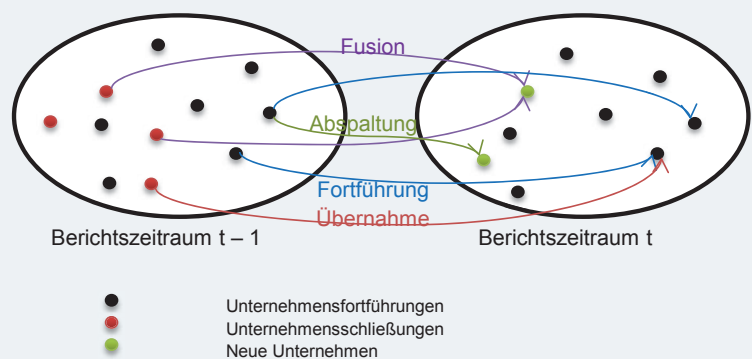 Fusion
Abspaltung
Fortführung
Übernahme
Berichtszeitraum t – 1
Berichtszeitraum t
Unternehmensfortführungen
Unternehmensschließungen
Neue Unternehmen